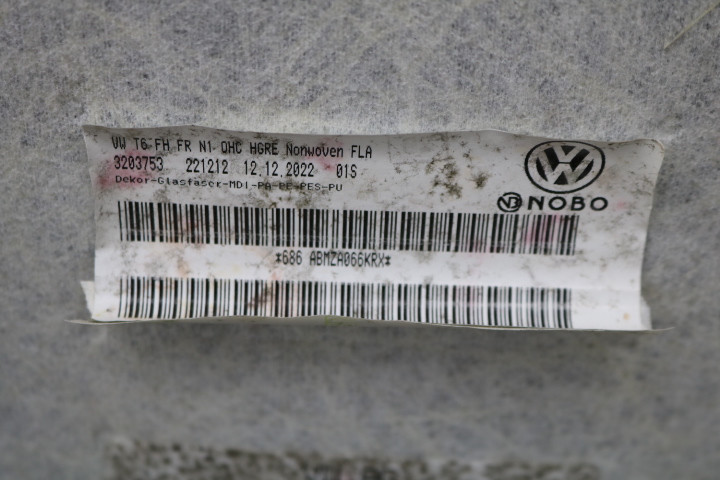 VW T6 FH FR N1 QHC HGRE Nonwoven FLA
3203753 221212 12.12.2022 01S
Dekor-Glasfaser-MDI-PA-PE-PES-PU
NOBO
*686 ABMZA066KRX*